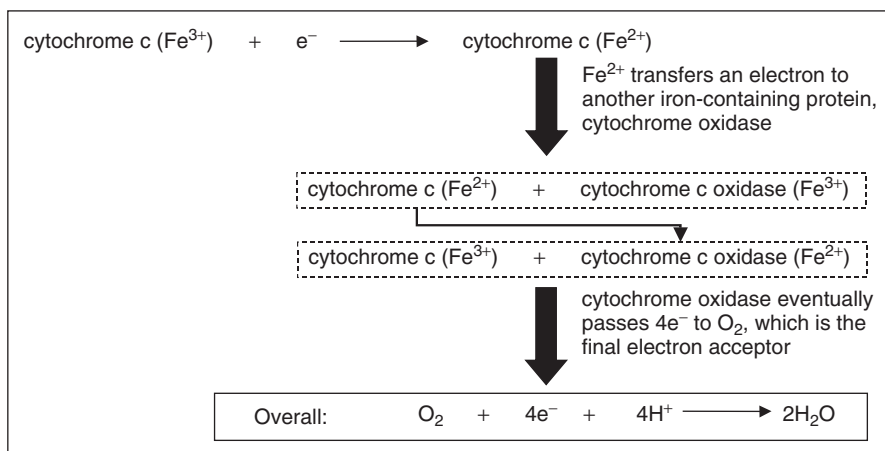 cytochrome c (Fe³⁺) + e⁻ ⟶ cytochrome c (Fe²⁺)
Fe²⁺ transfers an electron to
another iron-containing protein,
cytochrome oxidase
cytochrome c (Fe²⁺) + cytochrome c oxidase (Fe³⁺)
cytochrome c (Fe³⁺) + cytochrome c oxidase (Fe²⁺)
cytochrome oxidase eventually
passes 4e⁻ to O₂, which is the
final electron acceptor
Overall: O₂ + 4e⁻ + 4H⁺ ⟶ 2H₂O